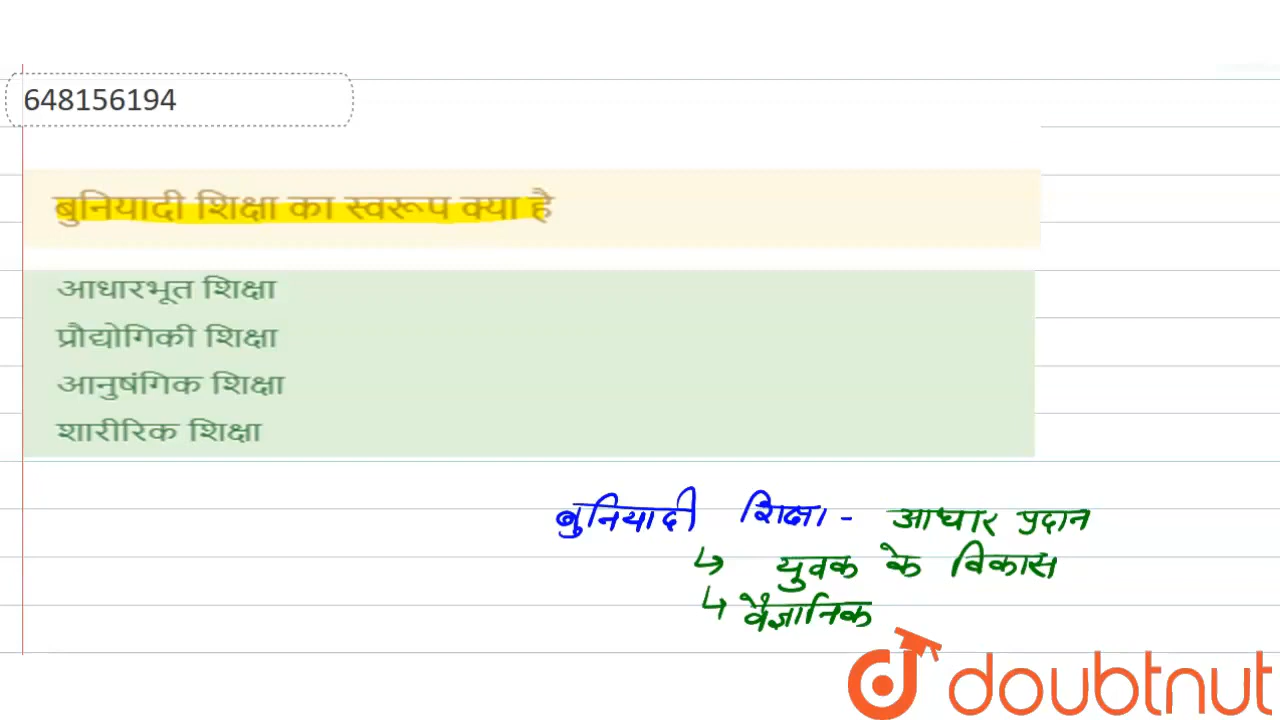 648156194
बुनियादी शिक्षा का स्वरूप क्या है
आधारभूत शिक्षा
प्रौद्योगिकी शिक्षा
आनुषंगिक शिक्षा
शारीरिक शिक्षा
बुनियादी शिक्षा - आधार प्रदान
↳ युवक के विकास
↳ वैज्ञानिक
doubtnut